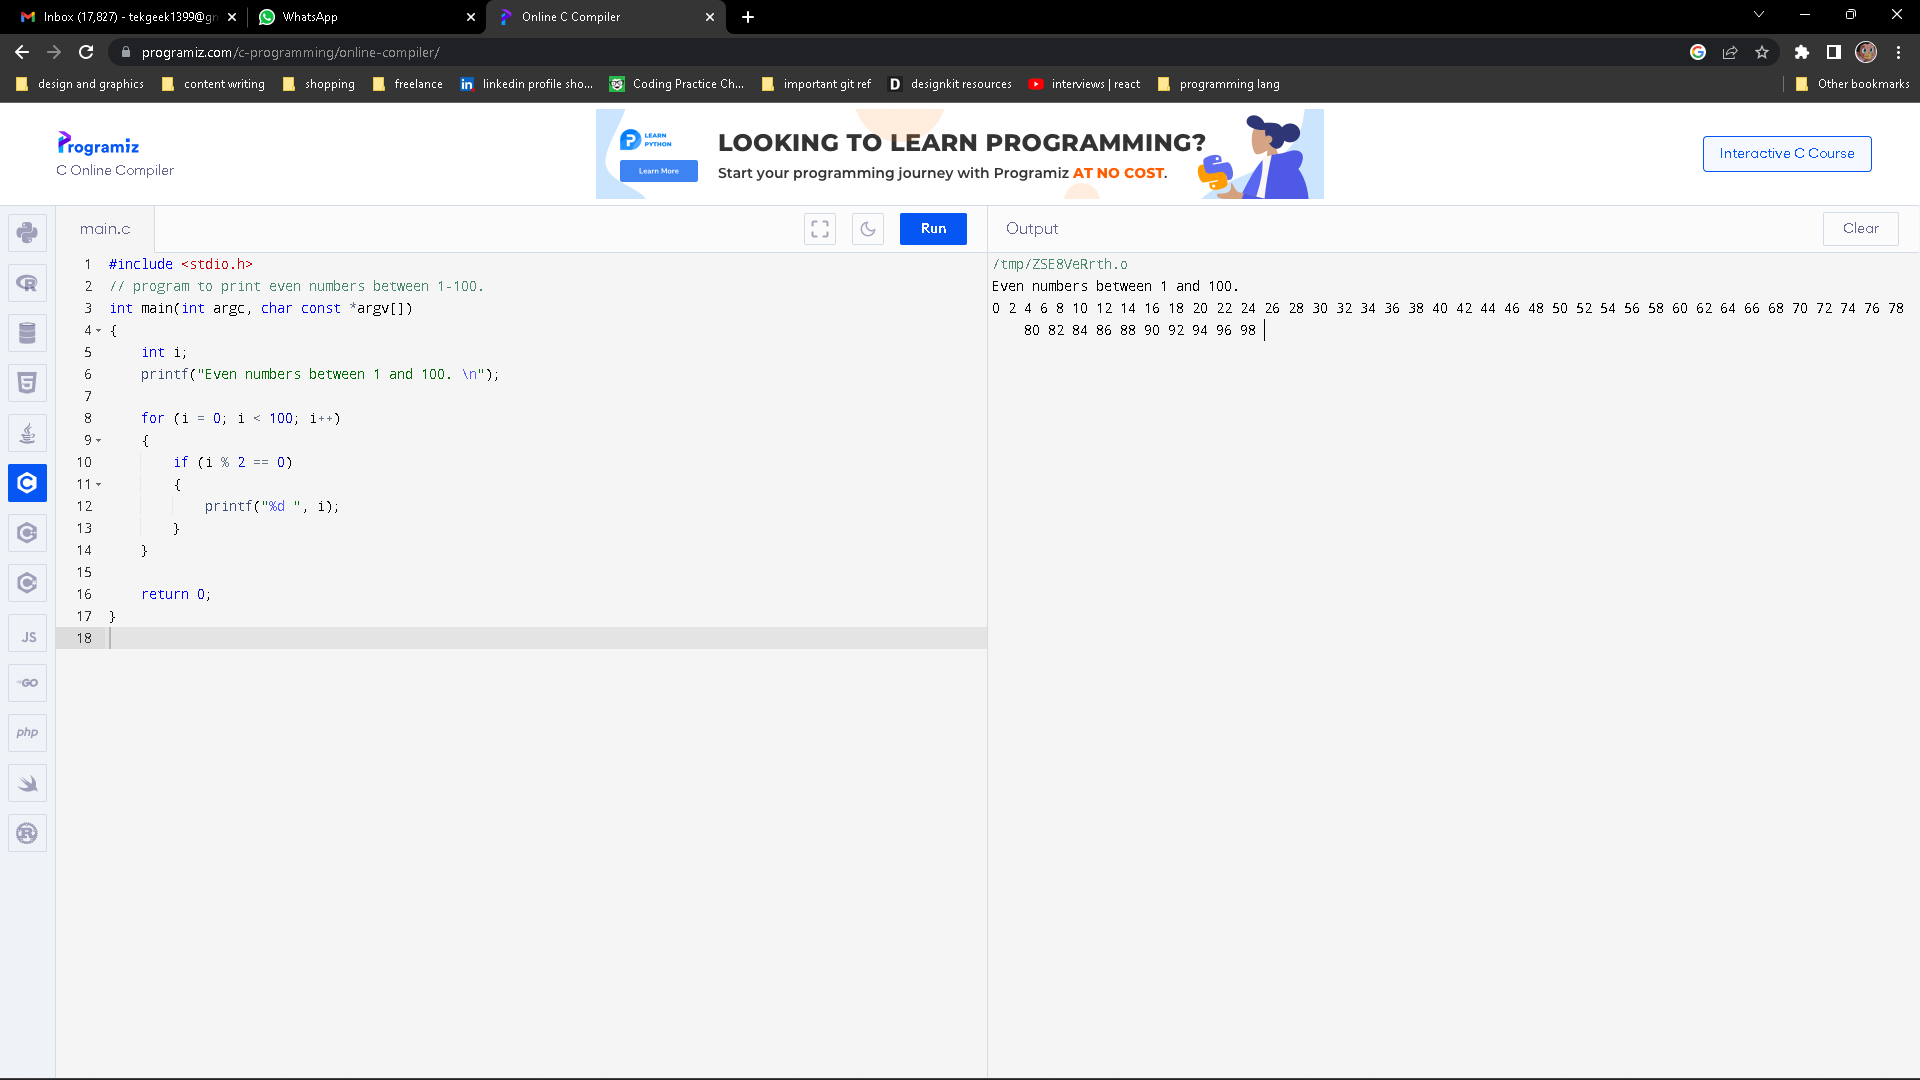 Inbox (17,827) - tekgeek1399@gn
WhatsApp
Online C Compiler
programiz.com/c-programming/online-compiler/
design and graphics
content writing
shopping
freelance
linkedin profile sho...
Coding Practice Ch...
important git ref
designkit resources
interviews | react
programming lang
Other bookmarks
Programiz
C Online Compiler
LEARN
PYTHON
Learn More
LOOKING TO LEARN PROGRAMMING?
Start your programming journey with Programiz AT NO COST.
Interactive C Course
main.c
Run
Output
Clear
1 #include <stdio.h>
2 // program to print even numbers between 1-100.
3 int main(int argc, char const *argv[])
4 {
5 int i;
6 printf("Even numbers between 1 and 100. \n");
7
8 for (i = 0; i < 100; i++)
9 {
10 if (i % 2 == 0)
11 {
12 printf("%d ", i);
13 }
14 }
15
16 return 0;
17 }
18
/tmp/ZSE8VeRrth.o
Even numbers between 1 and 100.
0 2 4 6 8 10 12 14 16 18 20 22 24 26 28 30 32 34 36 38 40 42 44 46 48 50 52 54 56 58 60 62 64 66 68 70 72 74 76 78
80 82 84 86 88 90 92 94 96 98
JS
GO
php